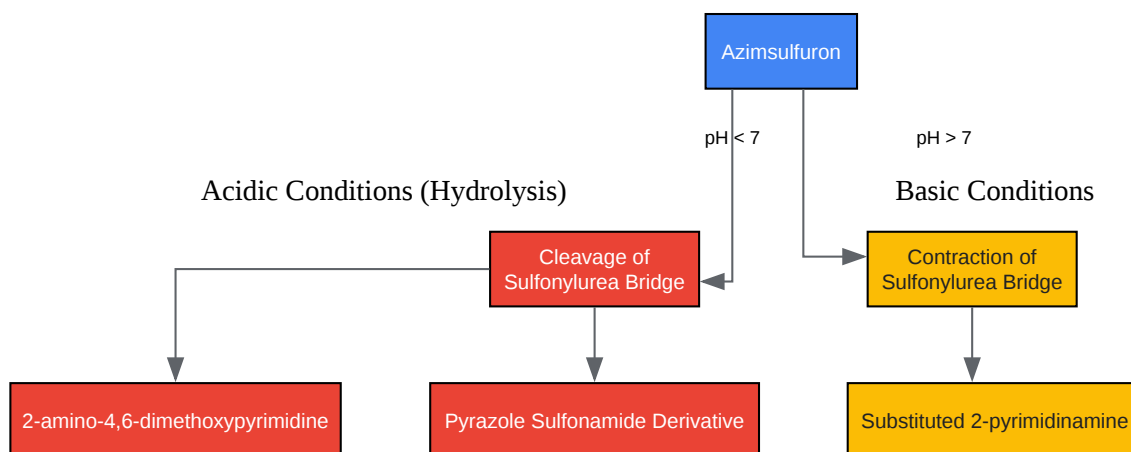 Azimsulfuron
pH < 7
pH > 7
Acidic Conditions (Hydrolysis)
Basic Conditions
Cleavage of
Sulfonylurea Bridge
Contraction of
Sulfonylurea Bridge
2-amino-4,6-dimethoxypyrimidine
Pyrazole Sulfonamide Derivative
Substituted 2-pyrimidinamine